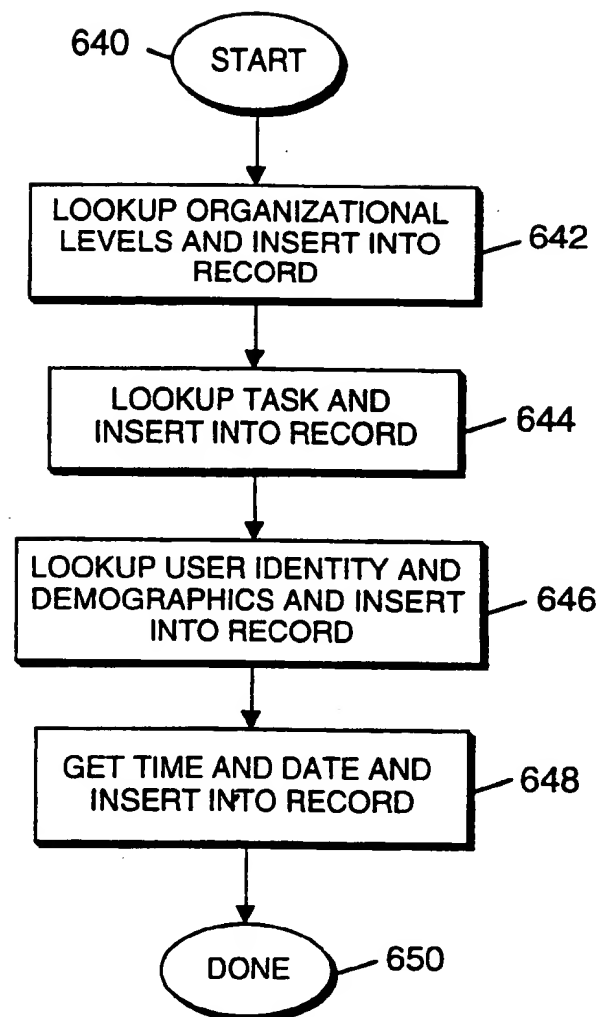 640
START
LOOKUP ORGANIZATIONAL
LEVELS AND INSERT INTO
RECORD
642
LOOKUP TASK AND
INSERT INTO RECORD
644
LOOKUP USER IDENTITY AND
DEMOGRAPHICS AND INSERT
INTO RECORD
646
GET TIME AND DATE AND
INSERT INTO RECORD
648
DONE
650